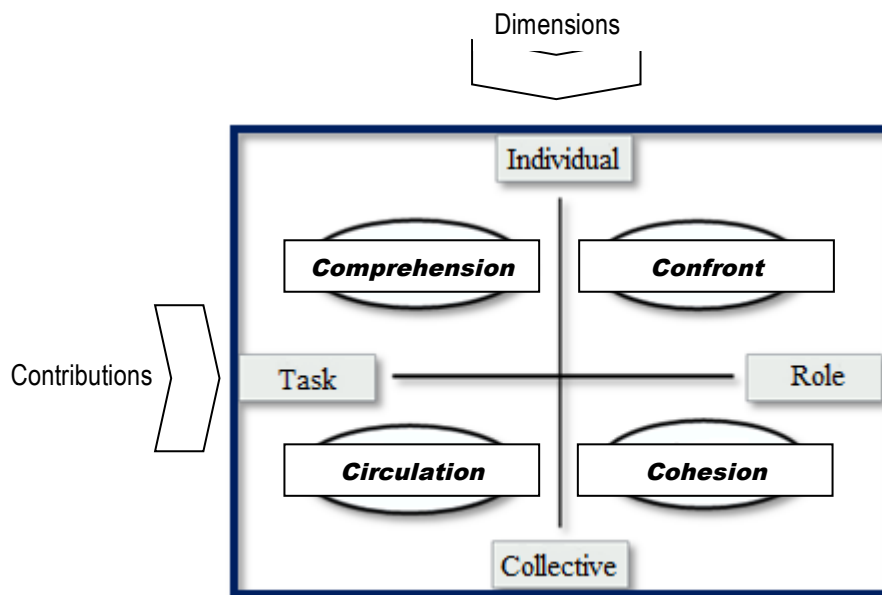 Dimensions
Individual
Comprehension
Confront
Contributions
Task
Role
Circulation
Cohesion
Collective